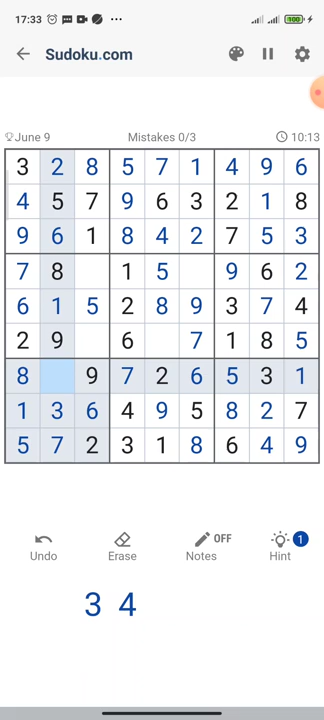 17:33 100
Sudoku.com
June 9 Mistakes 0/3 10:13
3 2 8 5 7 1 4 9 6
4 5 7 9 6 3 2 1 8
9 6 1 8 4 2 7 5 3
7 8 1 5 9 6 2
6 1 5 2 8 9 3 7 4
2 9 6 7 1 8 5
8 9 7 2 6 5 3 1
1 3 6 4 9 5 8 2 7
5 7 2 3 1 8 6 4 9
OFF 1
Undo Erase Notes Hint
3 4